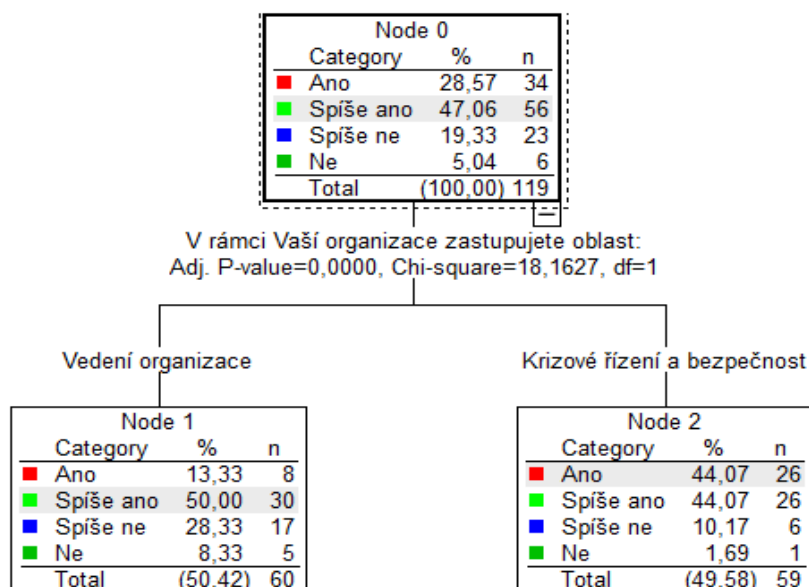 Node 0
Category % n
Ano 28,57 34
Spíše ano 47,06 56
Spíše ne 19,33 23
Ne 5,04 6
Total (100,00) 119
V rámci Vaší organizace zastupujete oblast:
Adj. P-value=0,0000, Chi-square=18,1627, df=1
Vedení organizace
Krizové řízení a bezpečnost
Node 1
Category % n
Ano 13,33 8
Spíše ano 50,00 30
Spíše ne 28,33 17
Ne 8,33 5
Total (50,42) 60
Node 2
Category % n
Ano 44,07 26
Spíše ano 44,07 26
Spíše ne 10,17 6
Ne 1,69 1
Total (49,58) 59